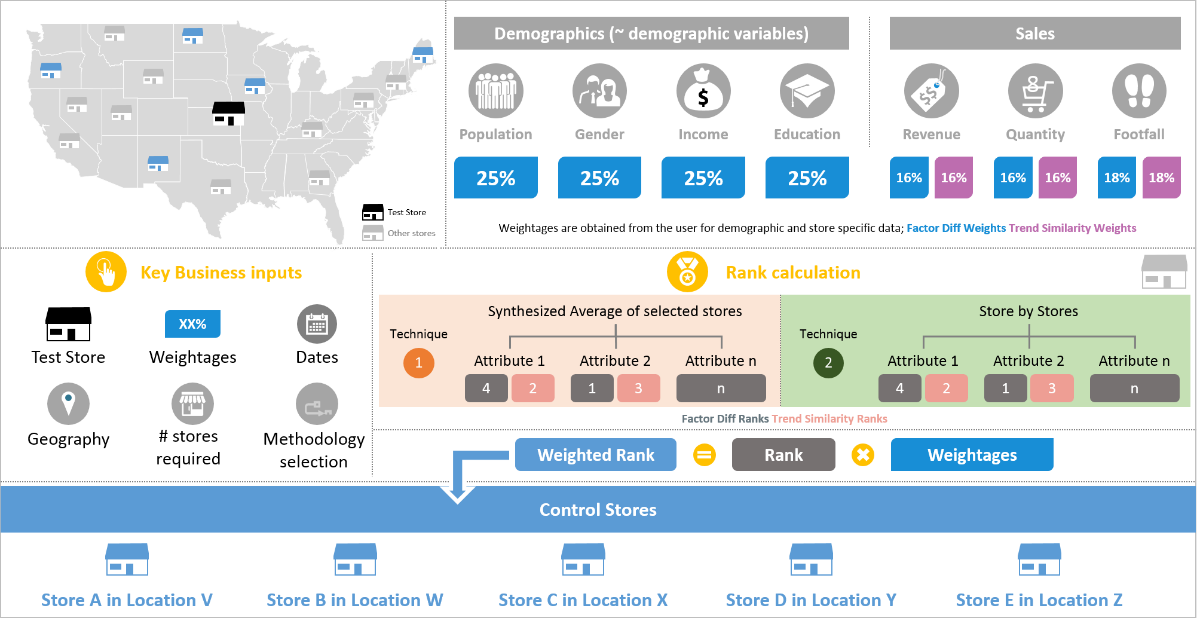 Test Store
Other stores
Demographics (~ demographic variables)
Sales
$
Population
Gender
Income
Education
Revenue
Quantity
Footfall
25%
25%
25%
25%
16%
16%
16%
16%
18%
18%
Weightages are obtained from the user for demographic and store specific data; Factor Diff Weights Trend Similarity Weights
Key Business inputs
XX%
Test Store
Weightages
Dates
Geography
# stores
required
Methodology
selection
Rank calculation
Synthesized Average of selected stores
Technique
1
Attribute 1
Attribute 2
Attribute n
4
2
1
3
n
Store by Stores
Technique
2
Attribute 1
Attribute 2
Attribute n
4
2
1
3
n
Factor Diff Ranks Trend Similarity Ranks
Weighted Rank
=
Rank
×
Weightages
Control Stores
Store A in Location V
Store B in Location W
Store C in Location X
Store D in Location Y
Store E in Location Z